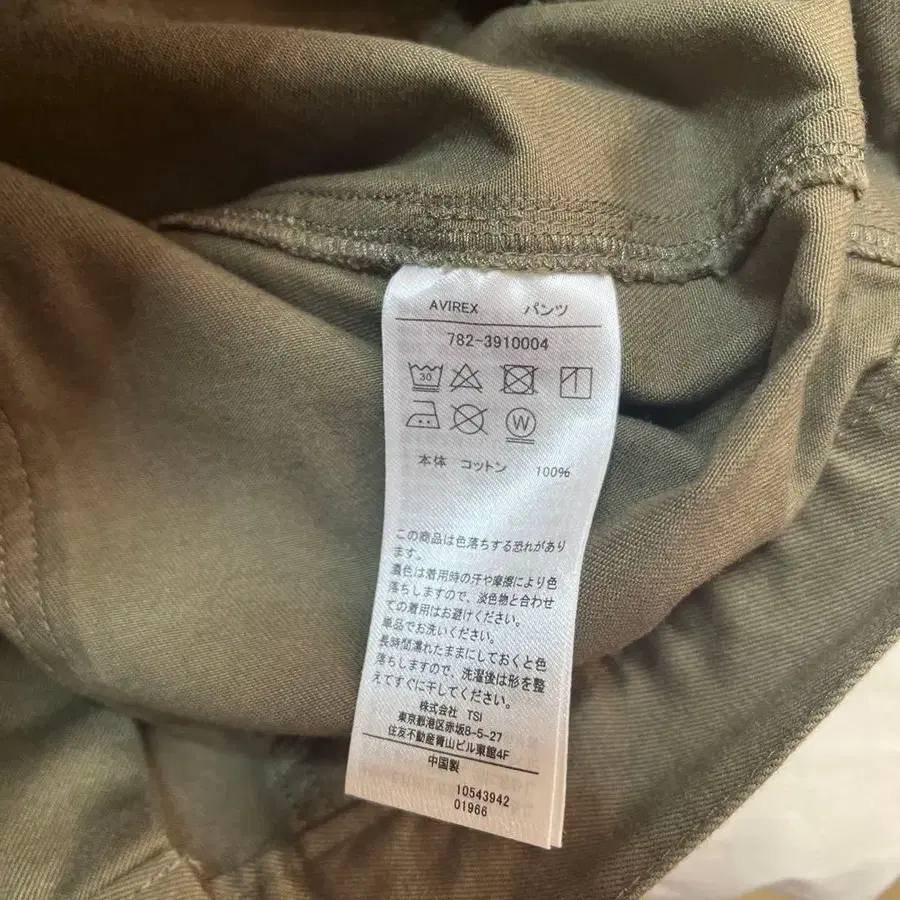 AVIREX パンツ
782-3910004
30
W
本体 コットン 100%
この商品は色落ちする恐れがあり
ます。
濃色は着用時の汗や摩擦により色
落ちしますので、淡色物と合わせ
ての着用はお避けください。
単品でお洗いください。
長時間濡れたままにしておくと色
落ちしますので、洗濯後は形を整
えてすぐに干してください。
株式会社 TSI
東京都港区赤坂8-5-27
住友不動産青山ビル東館4F
中国製
10543942
01966